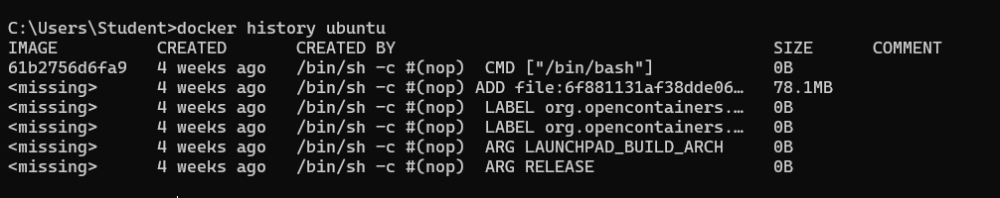 C:\Users\Student>docker history ubuntu
IMAGE          CREATED       CREATED BY                                      SIZE      COMMENT
61b2756d6fa9   4 weeks ago   /bin/sh -c #(nop)  CMD ["/bin/bash"]            0B
<missing>      4 weeks ago   /bin/sh -c #(nop) ADD file:6f881131af38dde06…   78.1MB
<missing>      4 weeks ago   /bin/sh -c #(nop)  LABEL org.opencontainers.…   0B
<missing>      4 weeks ago   /bin/sh -c #(nop)  LABEL org.opencontainers.…   0B
<missing>      4 weeks ago   /bin/sh -c #(nop)  ARG LAUNCHPAD_BUILD_ARCH     0B
<missing>      4 weeks ago   /bin/sh -c #(nop)  ARG RELEASE                  0B